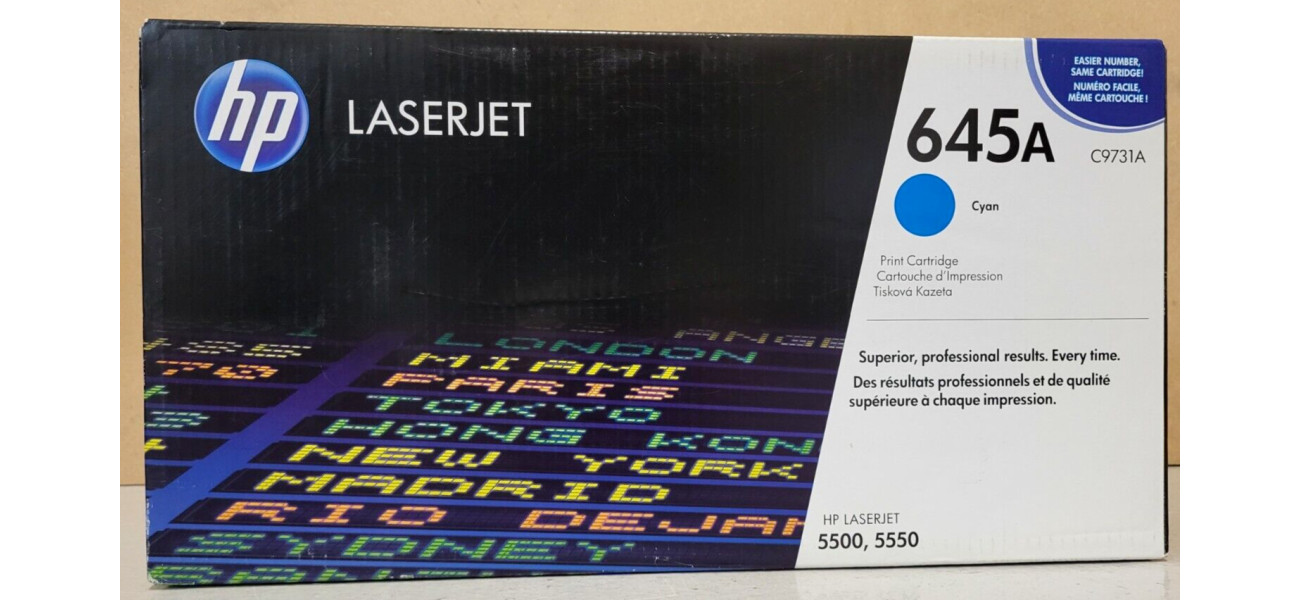 hp
LASERJET
EASIER NUMBER,
SAME CARTRIDGE!
NUMÉRO FACILE,
MÊME CARTOUCHE !
645A
C9731A
Cyan
Print Cartridge
Cartouche d'Impression
Tisková Kazeta
Superior, professional results. Every time.
Des résultats professionnels et de qualité
supérieure à chaque impression.
HP LASERJET
5500, 5550
LONDON
MIAMI
PARIS
TOKYO
HONG KON
NEW YORK
MADRID
RIO DEJAN
SYDNEY